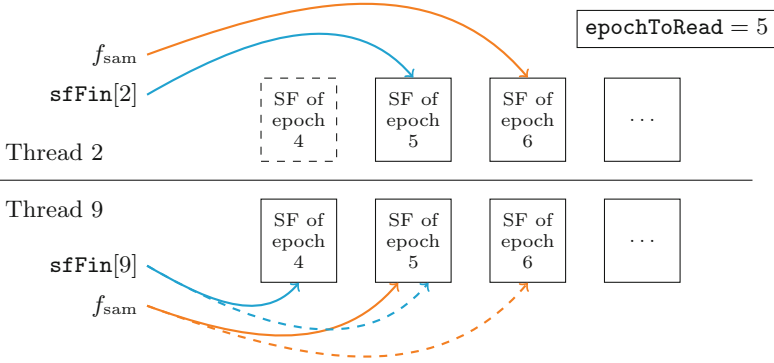 epochToRead = 5
f_sam
sfFin[2]
SF of
epoch
4
SF of
epoch
5
SF of
epoch
6
...
Thread 2
Thread 9
SF of
epoch
4
SF of
epoch
5
SF of
epoch
6
...
sfFin[9]
f_sam